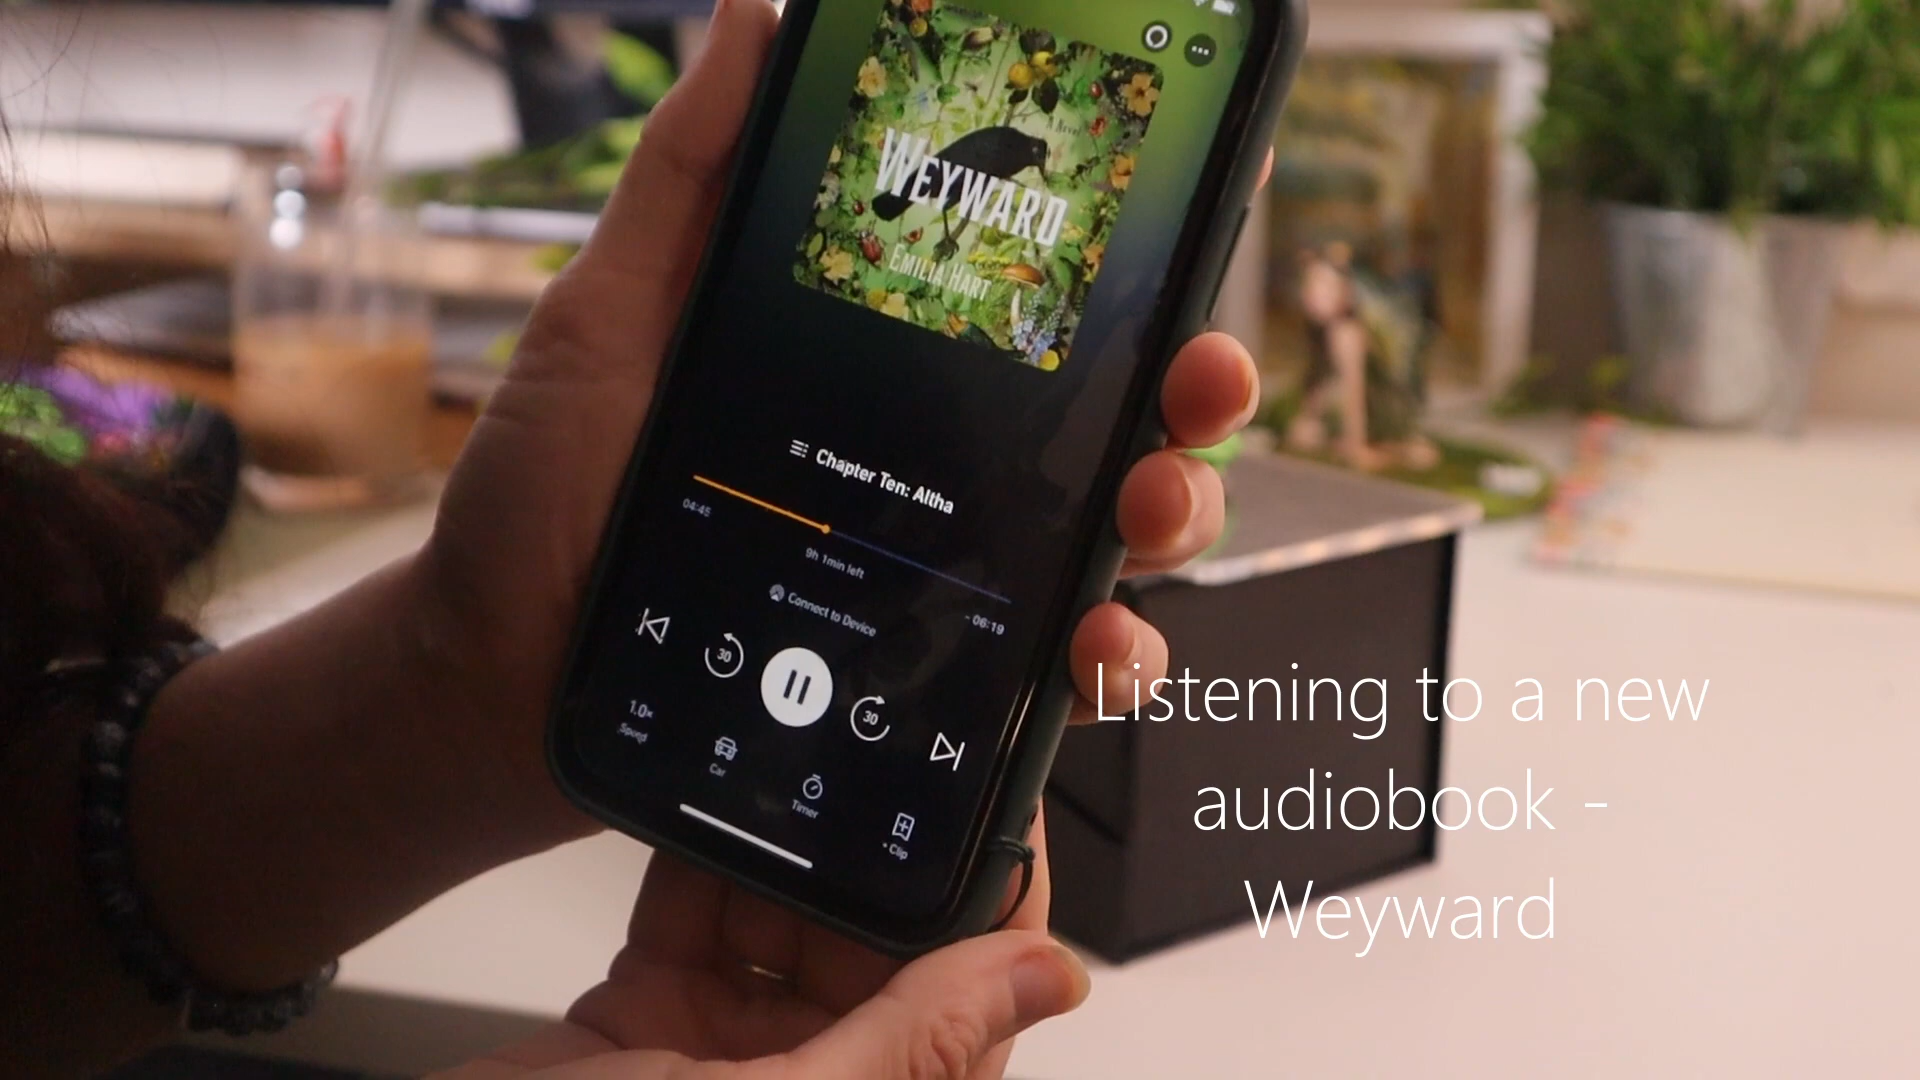 A Novel
WEYWARD
EMILIA HART
Chapter Ten: Altha
04:45
9h 1min left
- 06:19
Connect to Device
30
30
1.0x
Speed
Car
Timer
+ Clip
Listening to a new
audiobook -
Weyward